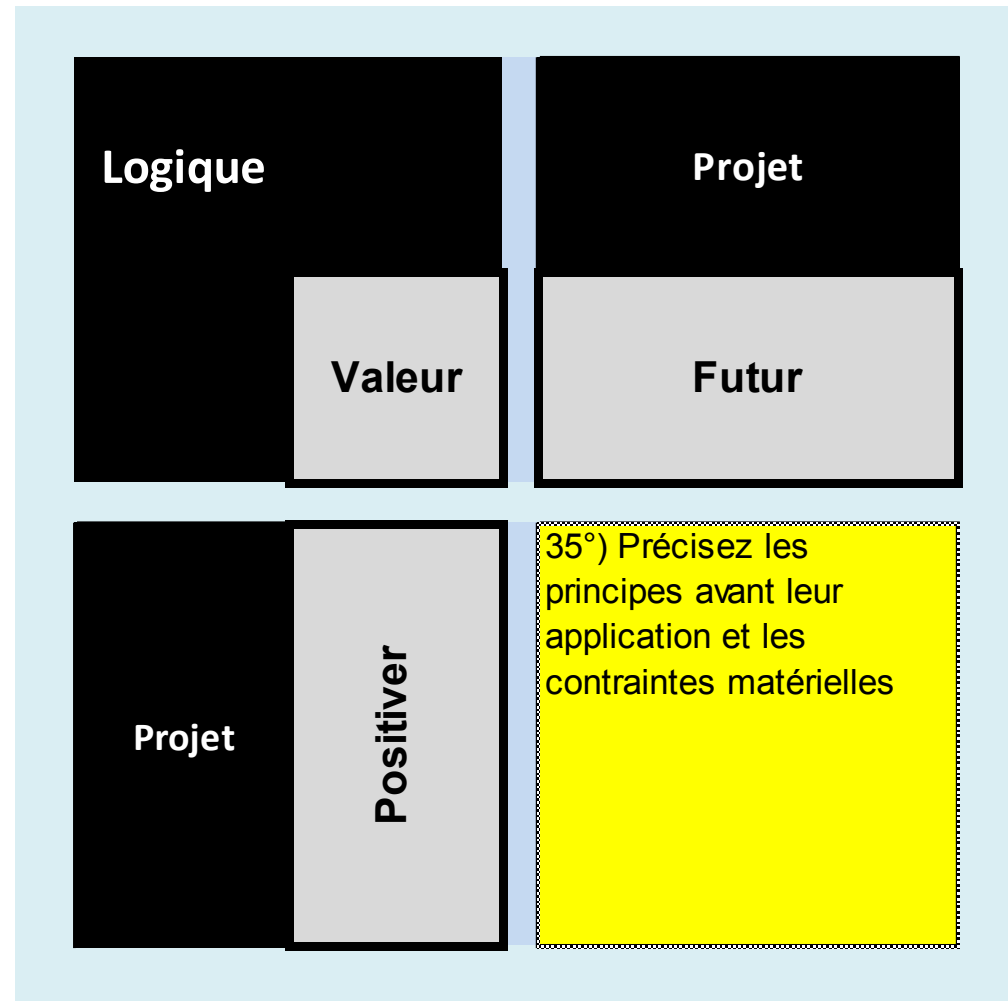 Logique
Projet
Valeur
Futur
Projet
Positiver
35°) Précisez les
principes avant leur
application et les
contraintes matérielles